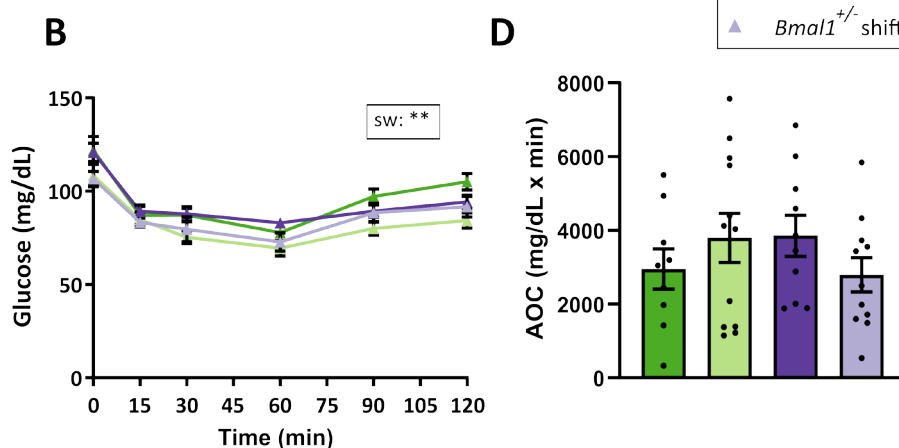 B
150
100
50
0
Glucose (mg/dL)
sw: **
0 15 30 45 60 75 90 105 120
Time (min)
D
Bmal1+/- shift
8000
6000
4000
2000
0
AOC (mg/dL x min)